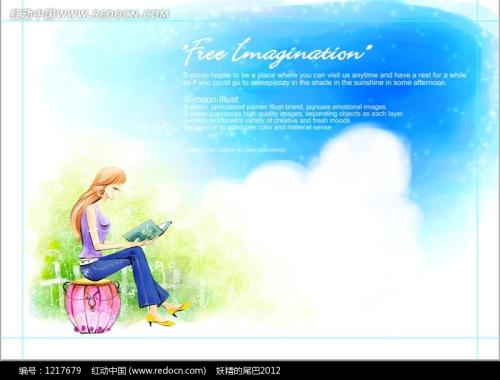 红动中国 www.redocn.com
"Free Imagination"
S-moon hopes to be a place where you can visit us anytime and have a rest for a while
as if you could go to asleep cozy in the shade in the sunshine in some afternoon.
S-moon Illust
S-moon, specialized painter Illust brand, pursues emotional images.
S-moon possesses high-quality images, separating objects as each layer.
S-moon produced a variety of creative and fresh moods
because of its adequate color and material sense
ALL RIGHTS RESERVED
编号：1217679 红动中国 (www.redocn.com) 妖精的尾巴2012